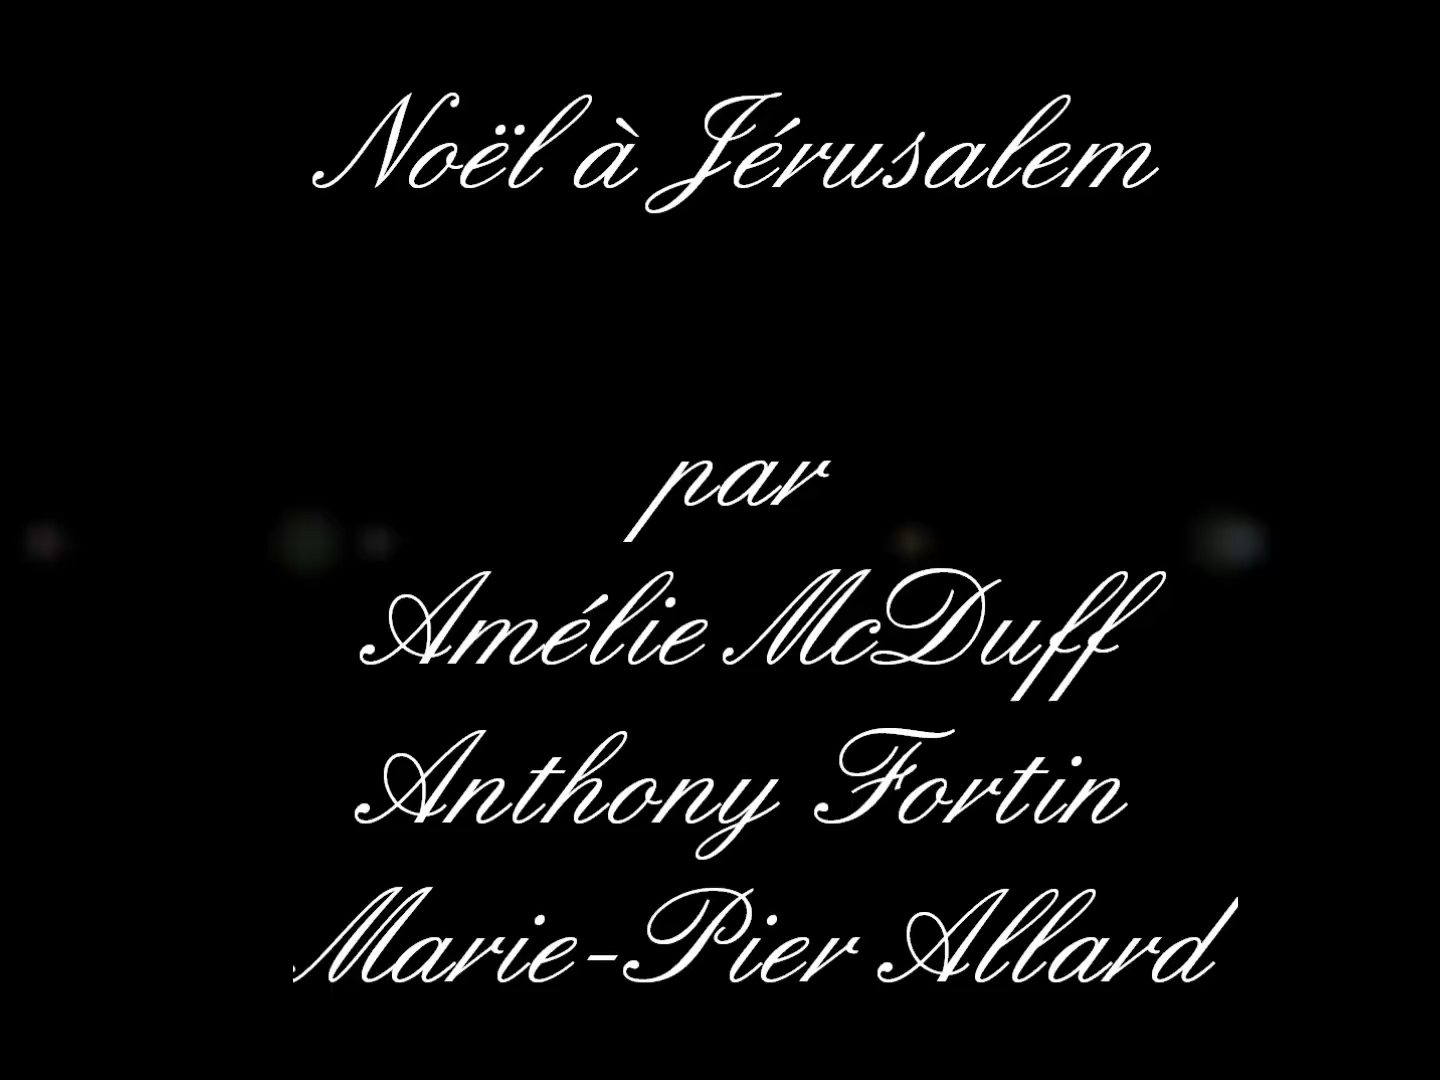 Noël à Jérusalem
par
Amélie McDuff
Anthony Fortin
Marie-Pier Allard